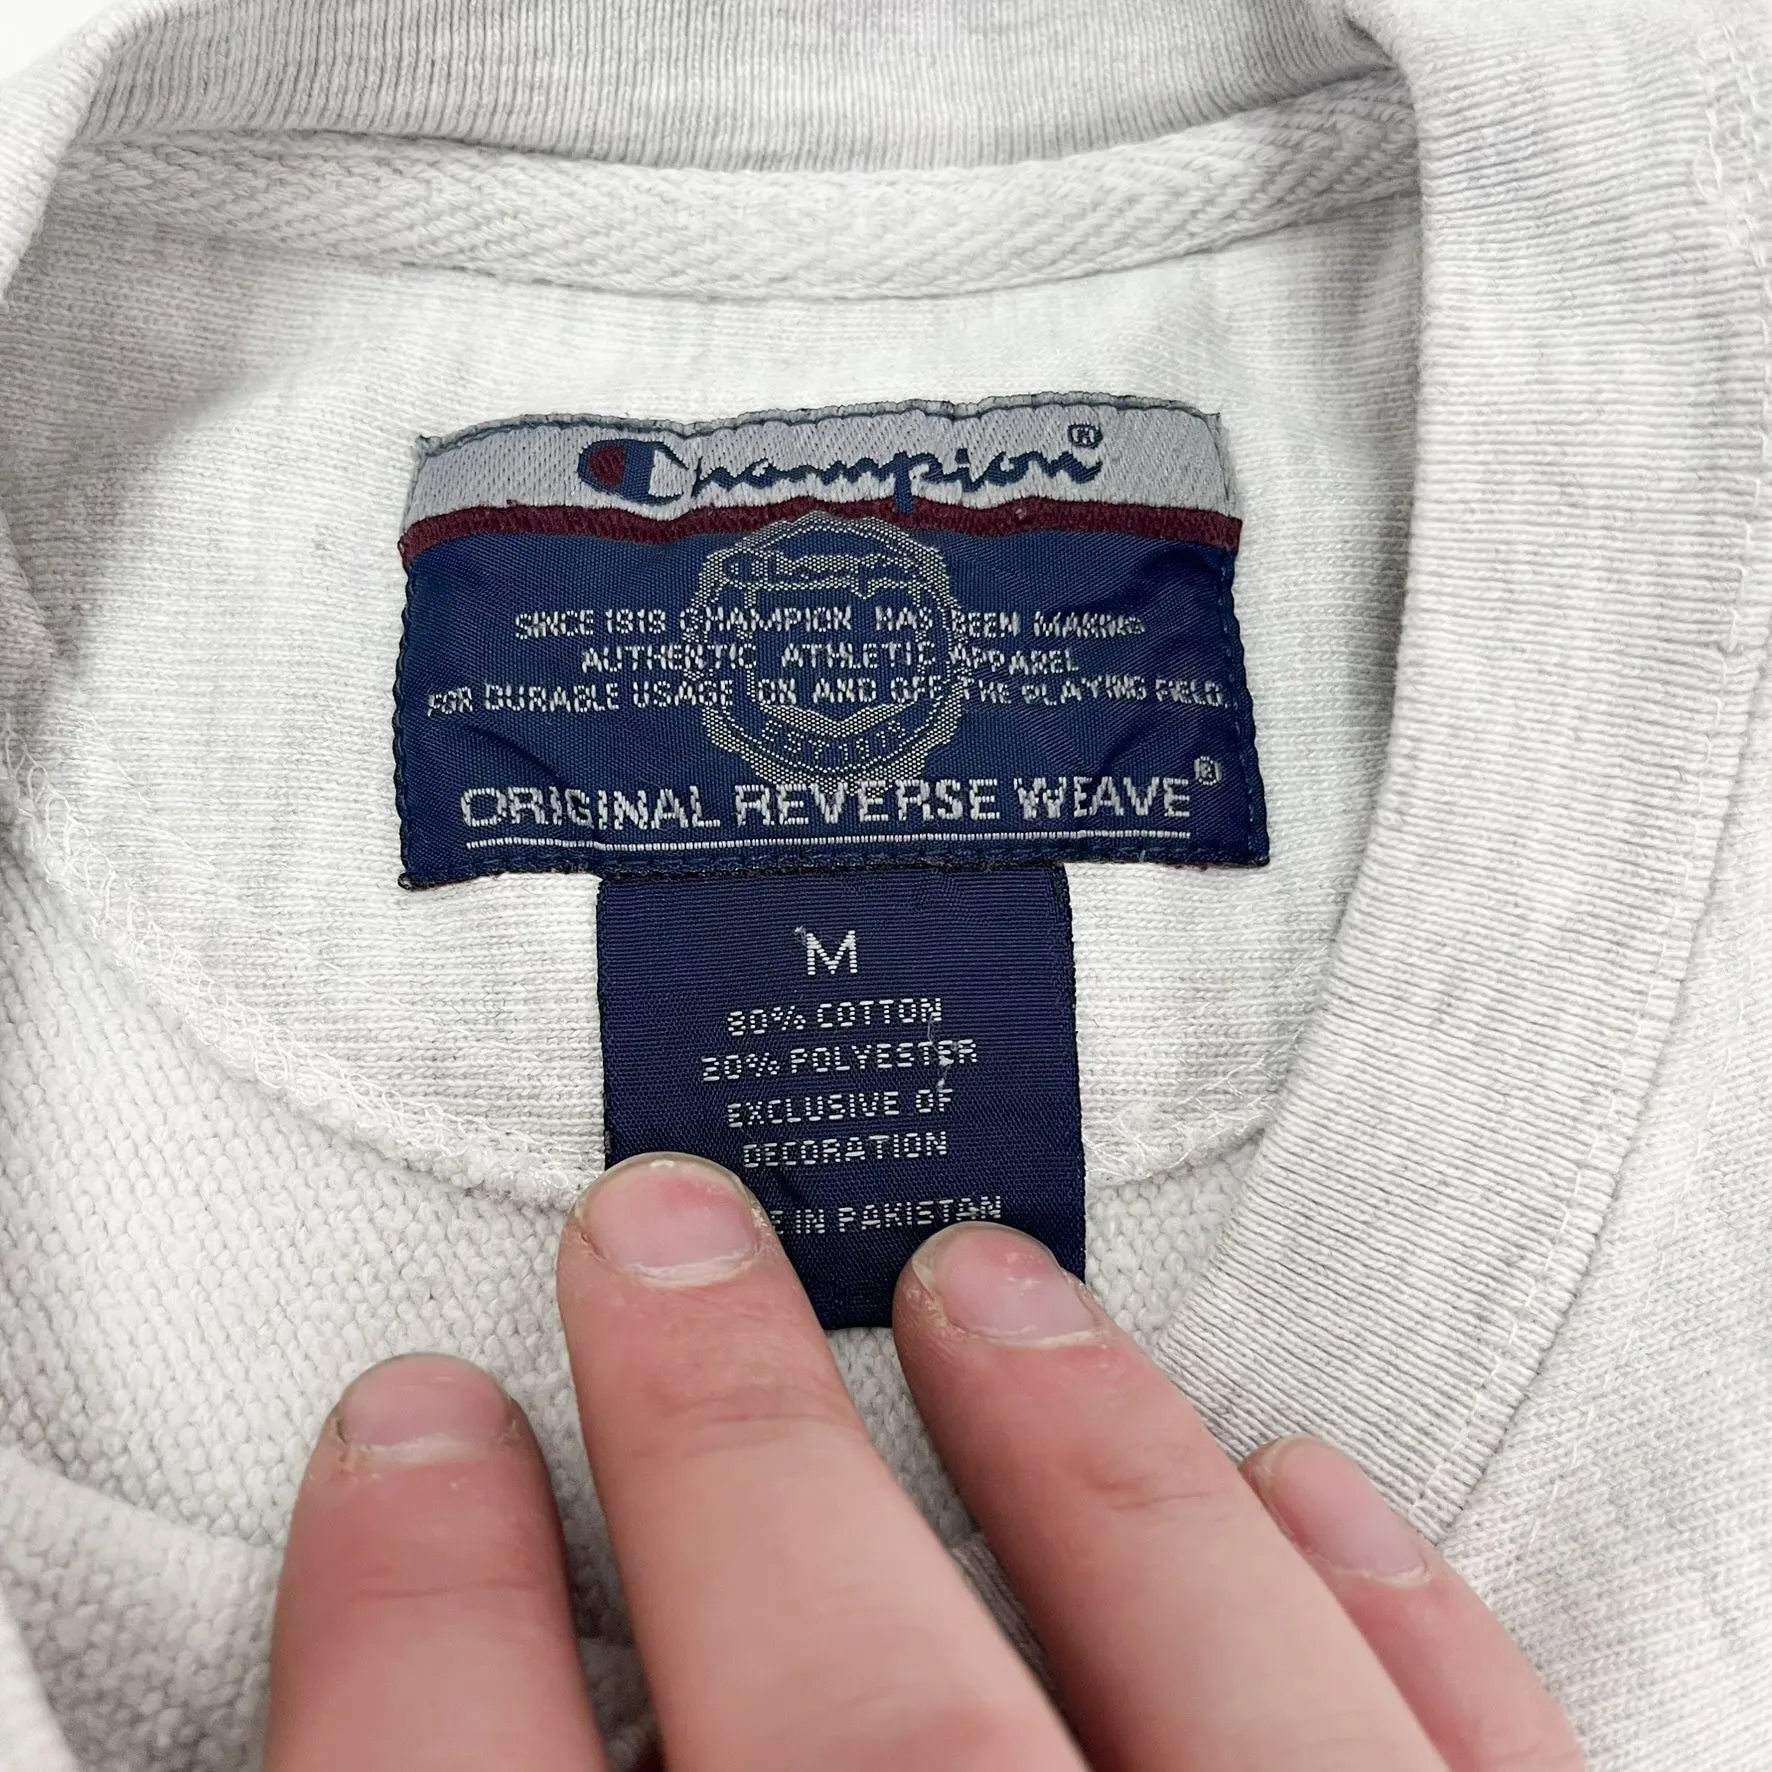 Champion®
SINCE 1919 CHAMPION HAS BEEN MAKING
AUTHENTIC ATHLETIC APPAREL
FOR DURABLE USAGE ON AND OFF THE PLAYING FIELD.
ORIGINAL REVERSE WEAVE®
M
80% COTTON
20% POLYESTER
EXCLUSIVE OF
DECORATION
E IN PAKISTAN